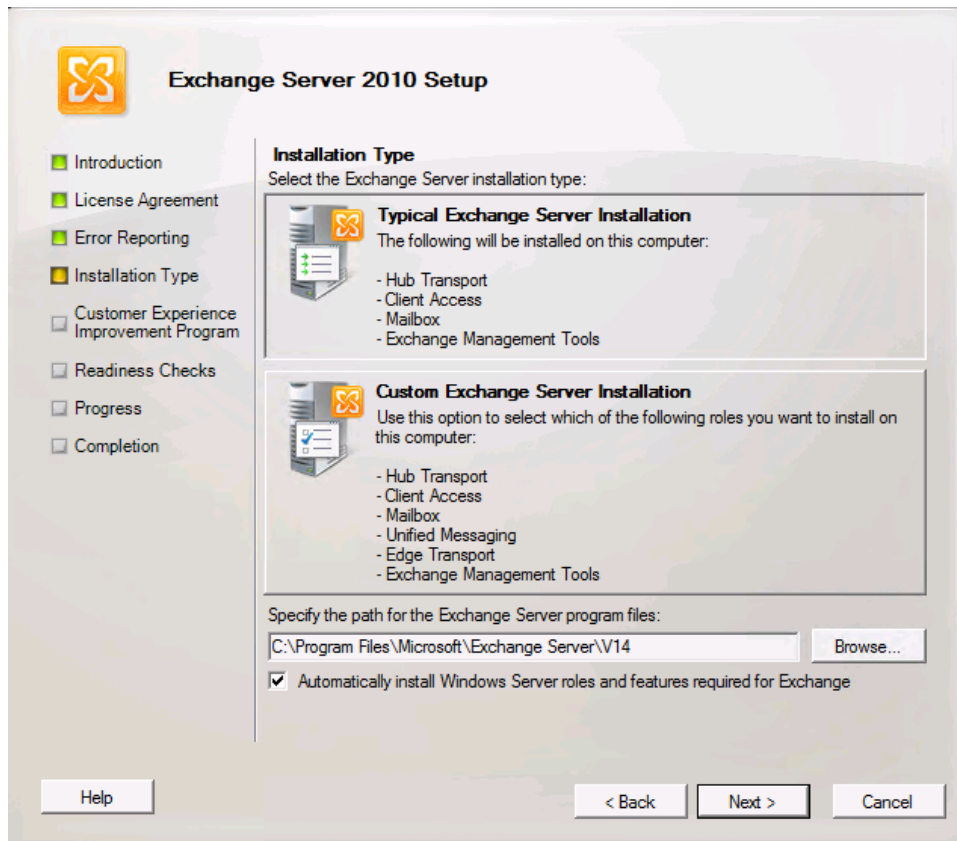 Exchange Server 2010 Setup
Introduction
License Agreement
Error Reporting
Installation Type
Customer Experience
Improvement Program
Readiness Checks
Progress
Completion
Installation Type
Select the Exchange Server installation type:
Typical Exchange Server Installation
The following will be installed on this computer:
- Hub Transport
- Client Access
- Mailbox
- Exchange Management Tools
Custom Exchange Server Installation
Use this option to select which of the following roles you want to install on
this computer:
- Hub Transport
- Client Access
- Mailbox
- Unified Messaging
- Edge Transport
- Exchange Management Tools
Specify the path for the Exchange Server program files:
C:\Program Files\Microsoft\Exchange Server\V14
Browse...
Automatically install Windows Server roles and features required for Exchange
Help
< Back
Next >
Cancel